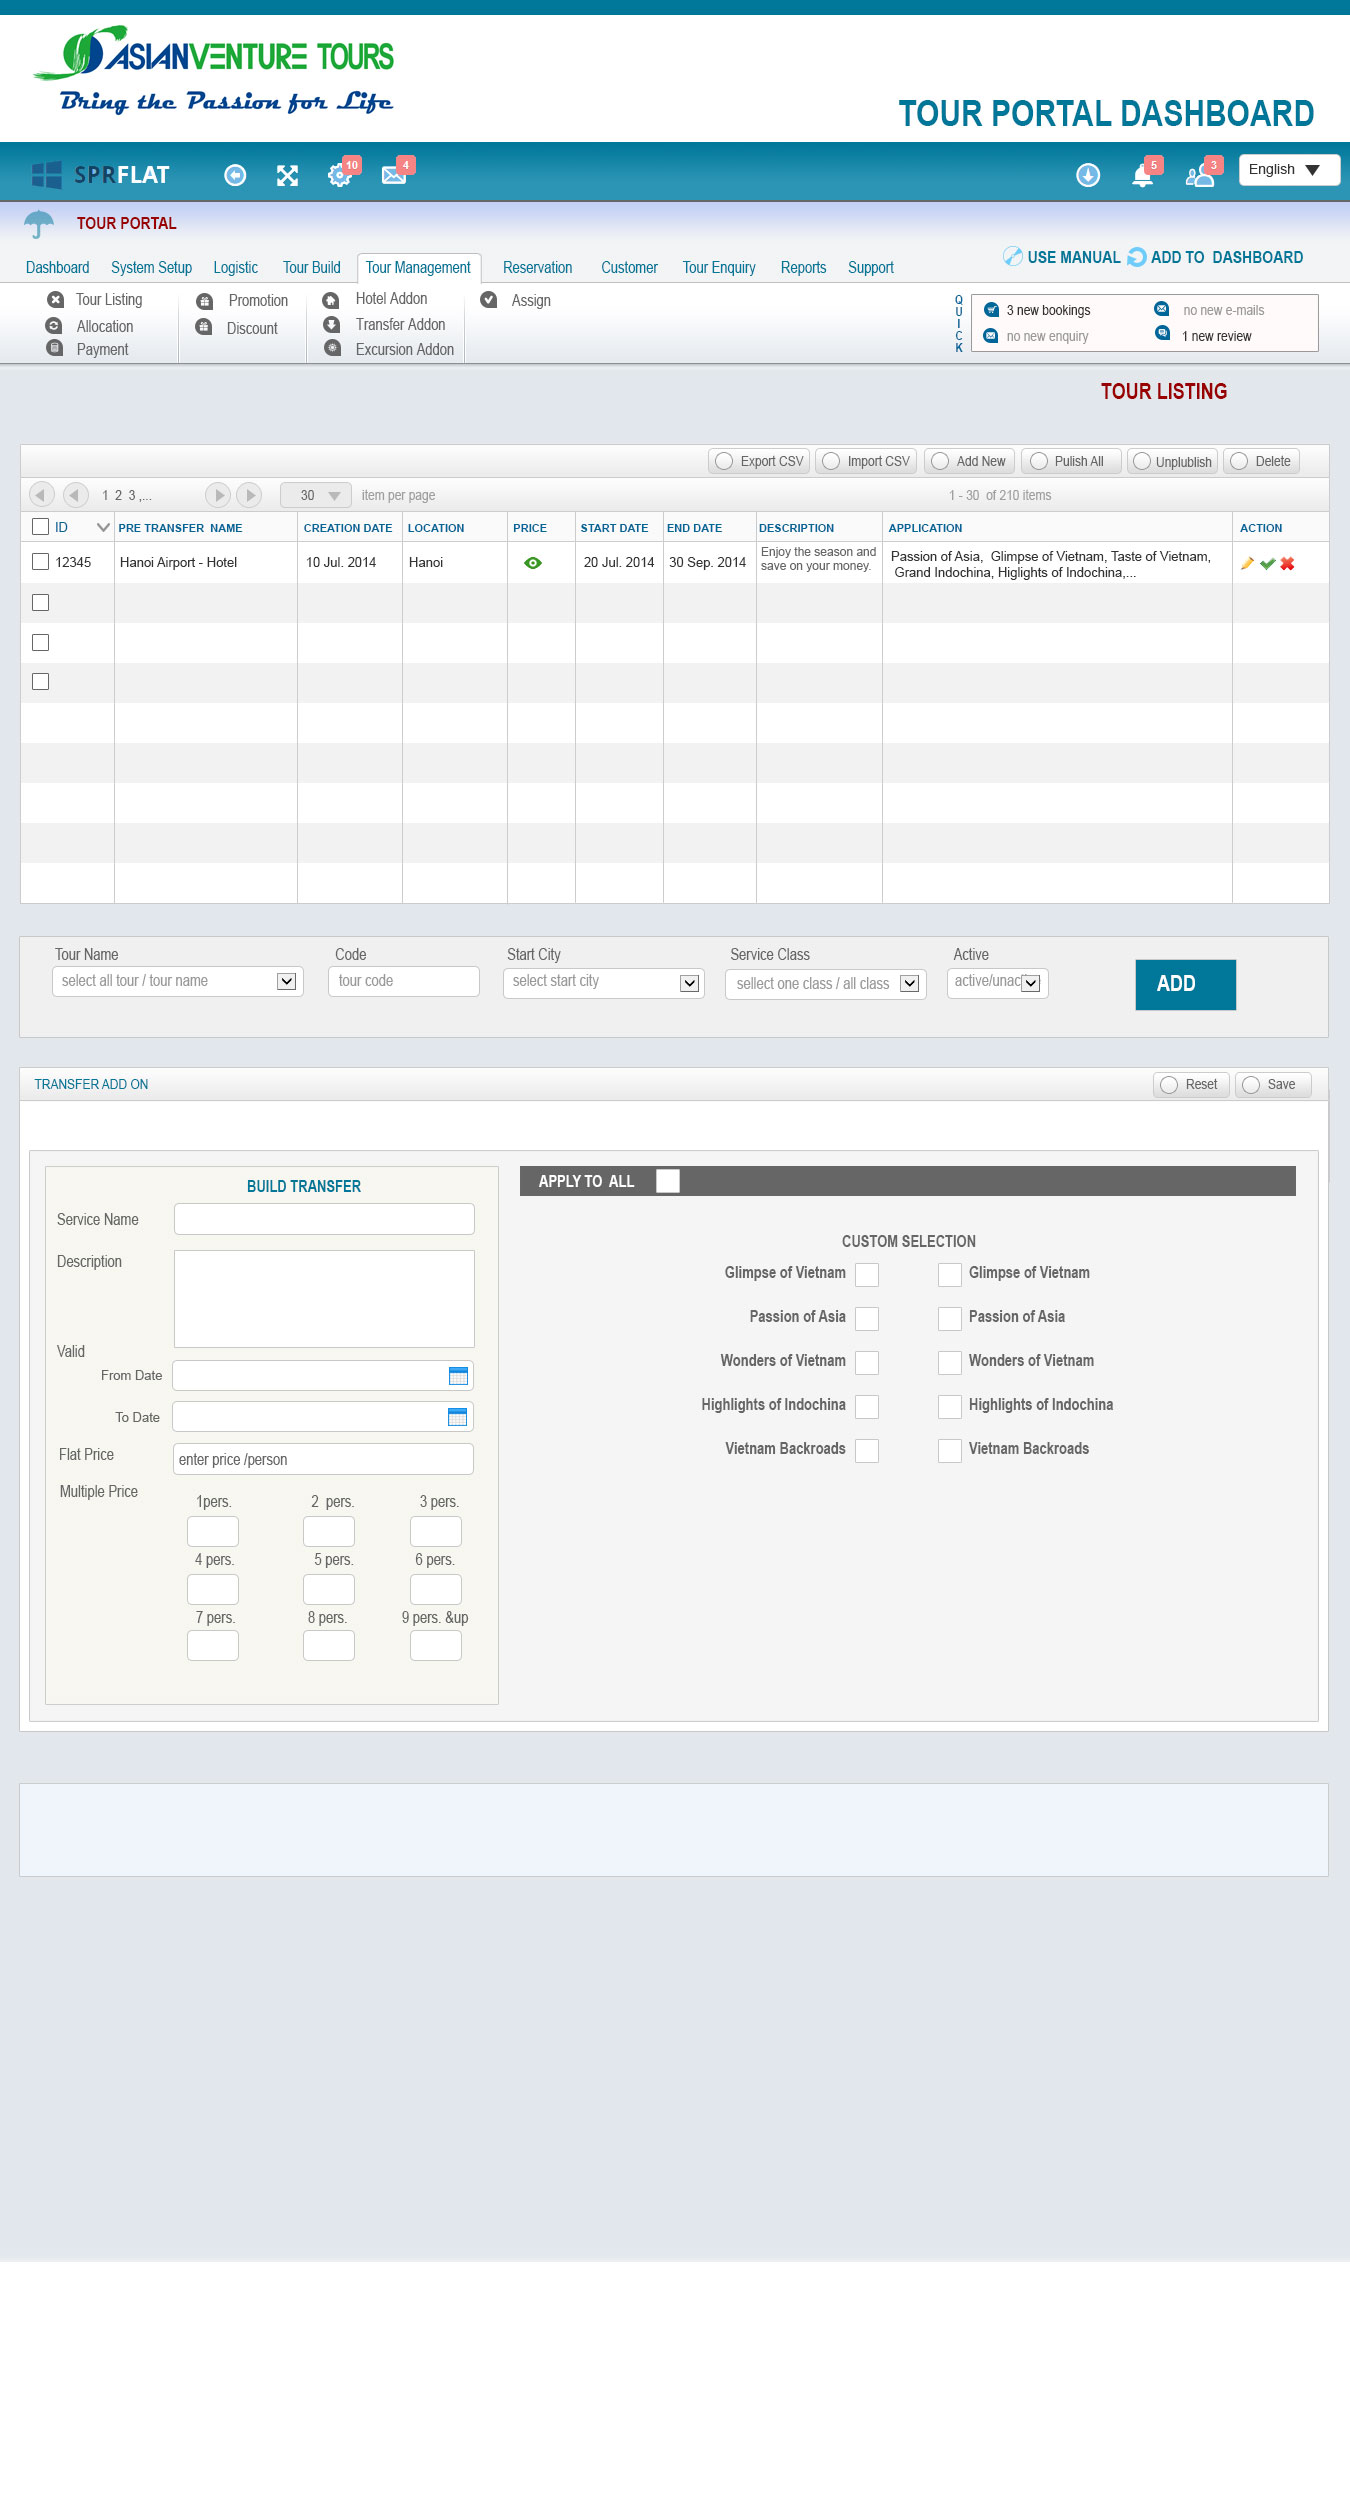 ASIANVENTURE TOURS
Bring the Passion for Life
TOUR PORTAL DASHBOARD
SPRFLAT 10 4 5 3 English
TOUR PORTAL
USE MANUAL ADD TO DASHBOARD
Dashboard System Setup Logistic Tour Build Tour Management Reservation Customer Tour Enquiry Reports Support
Tour Listing Promotion Hotel Addon Assign
Allocation Discount Transfer Addon
Payment Excursion Addon
QUICK
3 new bookings no new e-mails
no new enquiry 1 new review
TOUR LISTING
Export CSV Import CSV Add New Pulish All Unplublish Delete
1 2 3 ,... 30 item per page 1 - 30 of 210 items
ID PRE TRANSFER NAME CREATION DATE LOCATION PRICE START DATE END DATE DESCRIPTION APPLICATION ACTION
12345 Hanoi Airport - Hotel 10 Jul. 2014 Hanoi 20 Jul. 2014 30 Sep. 2014
Enjoy the season and
save on your money.
Passion of Asia, Glimpse of Vietnam, Taste of Vietnam,
Grand Indochina, Higlights of Indochina,...
Tour Name Code Start City Service Class Active
select all tour / tour name tour code select start city sellect one class / all class active/unac
ADD
TRANSFER ADD ON Reset Save
BUILD TRANSFER
Service Name
Description
Valid
From Date
To Date
Flat Price enter price /person
Multiple Price
1pers. 2 pers. 3 pers.
4 pers. 5 pers. 6 pers.
7 pers. 8 pers. 9 pers. &up
APPLY TO ALL
CUSTOM SELECTION
Glimpse of Vietnam Glimpse of Vietnam
Passion of Asia Passion of Asia
Wonders of Vietnam Wonders of Vietnam
Highlights of Indochina Highlights of Indochina
Vietnam Backroads Vietnam Backroads